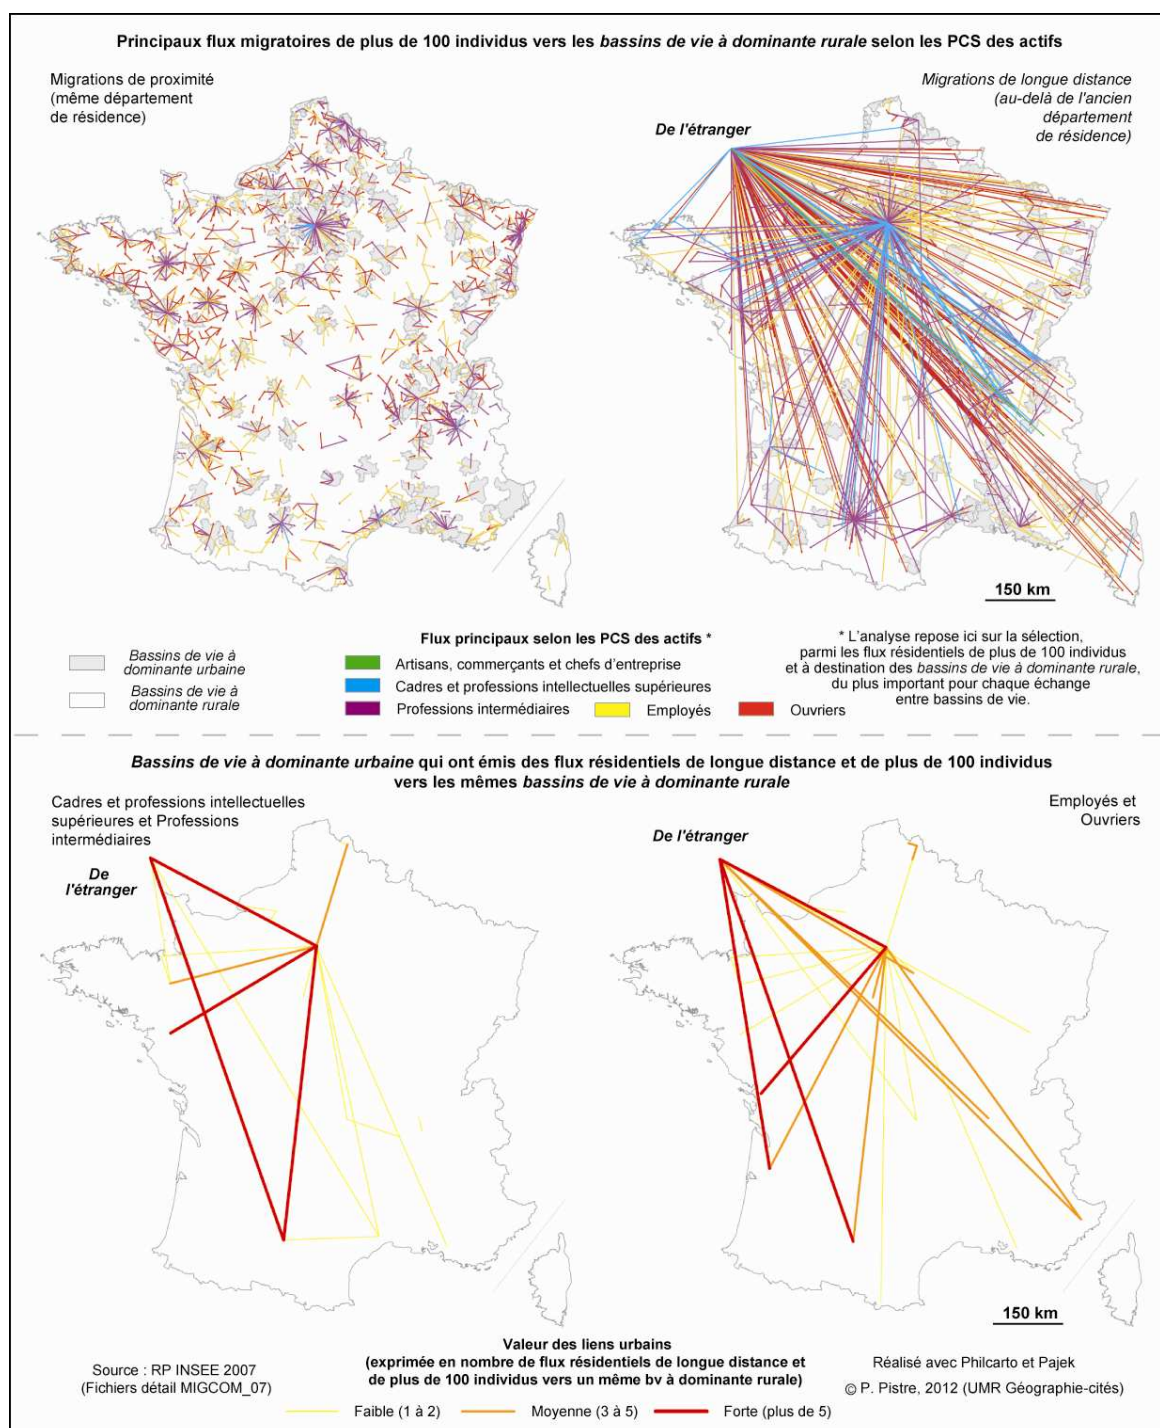 Principaux flux migratoires de plus de 100 individus vers les bassins de vie à dominante rurale selon les PCS des actifs
Migrations de proximité
(même département
de résidence)
Migrations de longue distance
(au-delà de l'ancien
département
de résidence)
De l'étranger
150 km
Bassins de vie à
dominante urbaine
Bassins de vie à
dominante rurale
Flux principaux selon les PCS des actifs *
Artisans, commerçants et chefs d'entreprise
Cadres et professions intellectuelles supérieures
Professions intermédiaires
Employés
Ouvriers
* L'analyse repose ici sur la sélection,
parmi les flux résidentiels de plus de 100 individus
et à destination des bassins de vie à dominante rurale,
du plus important pour chaque échange
entre bassins de vie.
Bassins de vie à dominante urbaine qui ont émis des flux résidentiels de longue distance et de plus de 100 individus
vers les mêmes bassins de vie à dominante rurale
Cadres et professions intellectuelles
supérieures et Professions
intermédiaires
De
l'étranger
Employés et
Ouvriers
De l'étranger
150 km
Valeur des liens urbains
(exprimée en nombre de flux résidentiels de longue distance et
de plus de 100 individus vers un même bv à dominante rurale)
Source : RP INSEE 2007
(Fichiers détail MIGCOM_07)
Réalisé avec Philcarto et Pajek
© P. Pistre, 2012 (UMR Géographie-cités)
Faible (1 à 2)
Moyenne (3 à 5)
Forte (plus de 5)